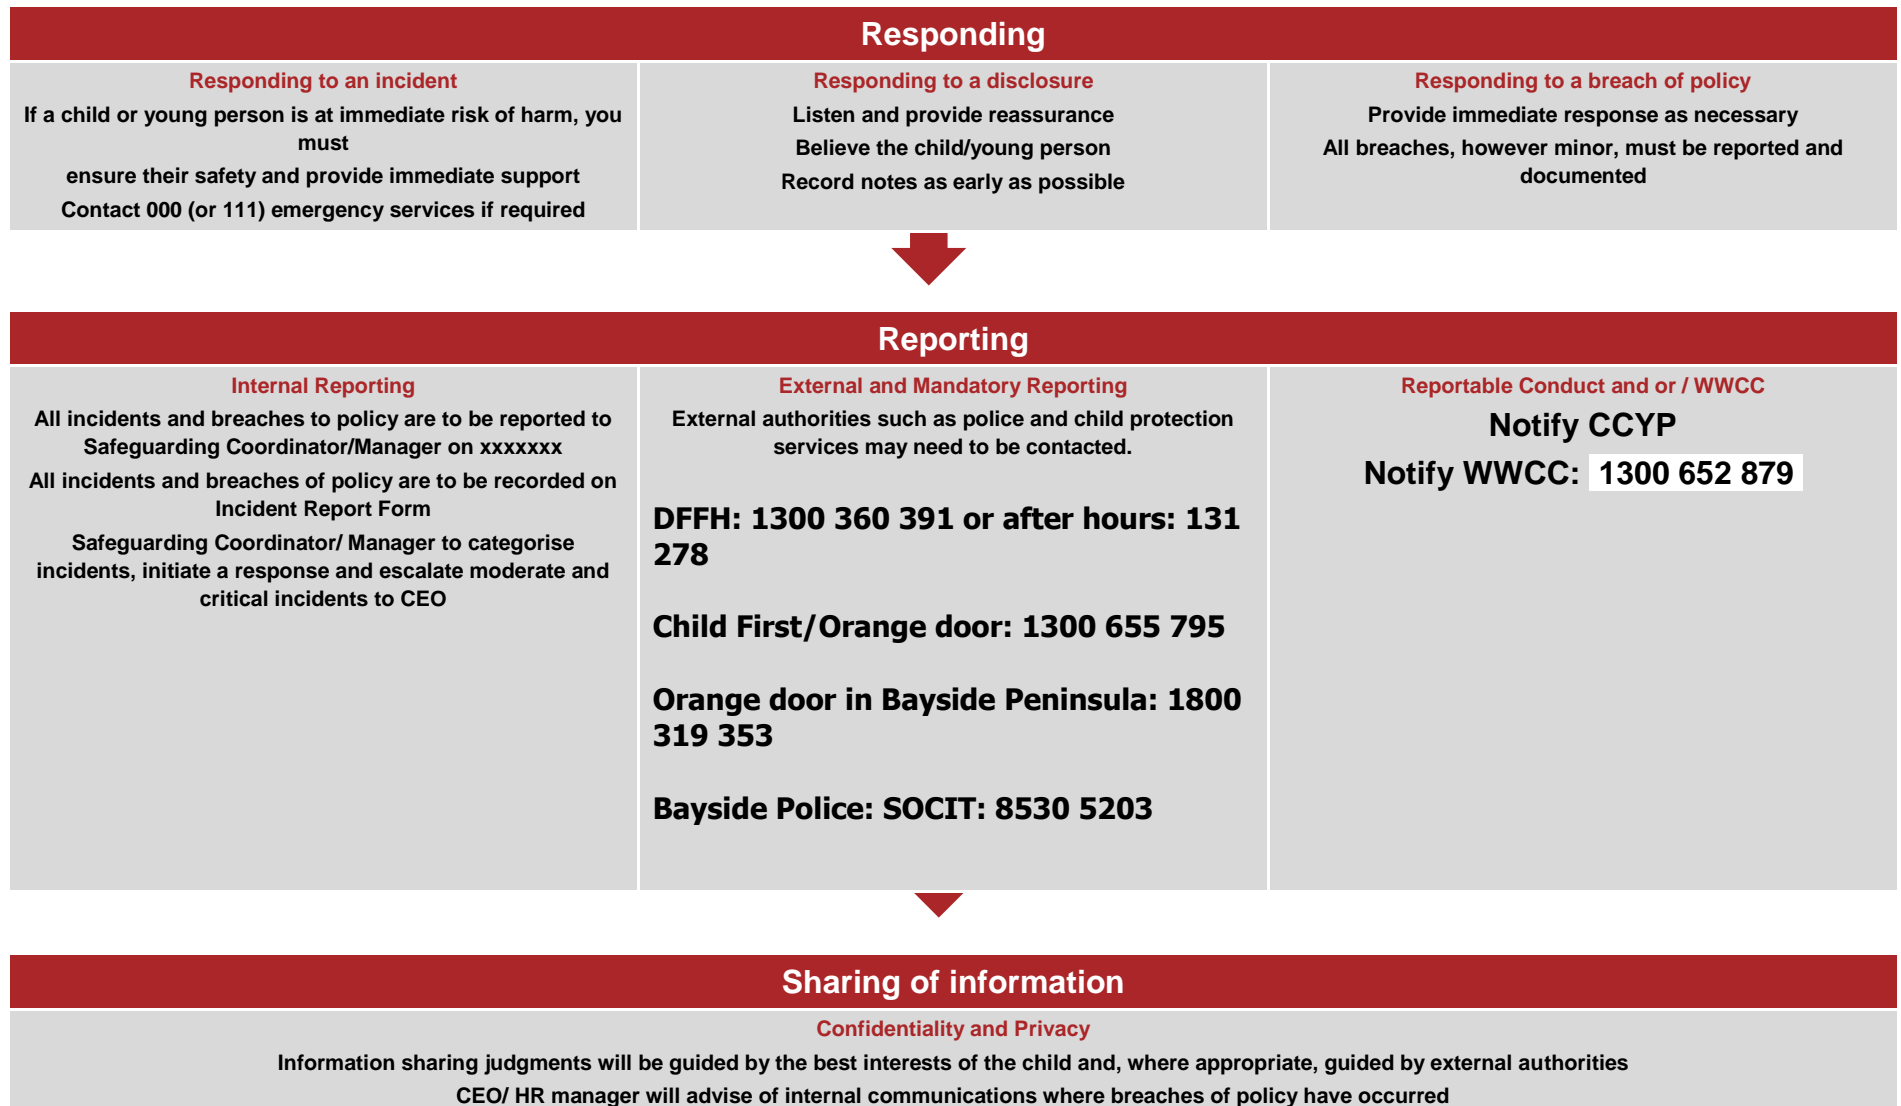 Responding
Responding to an incident
If a child or young person is at immediate risk of harm, you
must
ensure their safety and provide immediate support
Contact 000 (or 111) emergency services if required
Responding to a disclosure
Listen and provide reassurance
Believe the child/young person
Record notes as early as possible
Responding to a breach of policy
Provide immediate response as necessary
All breaches, however minor, must be reported and
documented
Reporting
Internal Reporting
All incidents and breaches to policy are to be reported to
Safeguarding Coordinator/Manager on xxxxxxx
All incidents and breaches of policy are to be recorded on
Incident Report Form
Safeguarding Coordinator/ Manager to categorise
incidents, initiate a response and escalate moderate and
critical incidents to CEO
External and Mandatory Reporting
External authorities such as police and child protection
services may need to be contacted.
DFFH: 1300 360 391 or after hours: 131
278
Child First/Orange door: 1300 655 795
Orange door in Bayside Peninsula: 1800
319 353
Bayside Police: SOCIT: 8530 5203
Reportable Conduct and or / WWCC
Notify CCYP
Notify WWCC: 1300 652 879
Sharing of information
Confidentiality and Privacy
Information sharing judgments will be guided by the best interests of the child and, where appropriate, guided by external authorities
CEO/ HR manager will advise of internal communications where breaches of policy have occurred